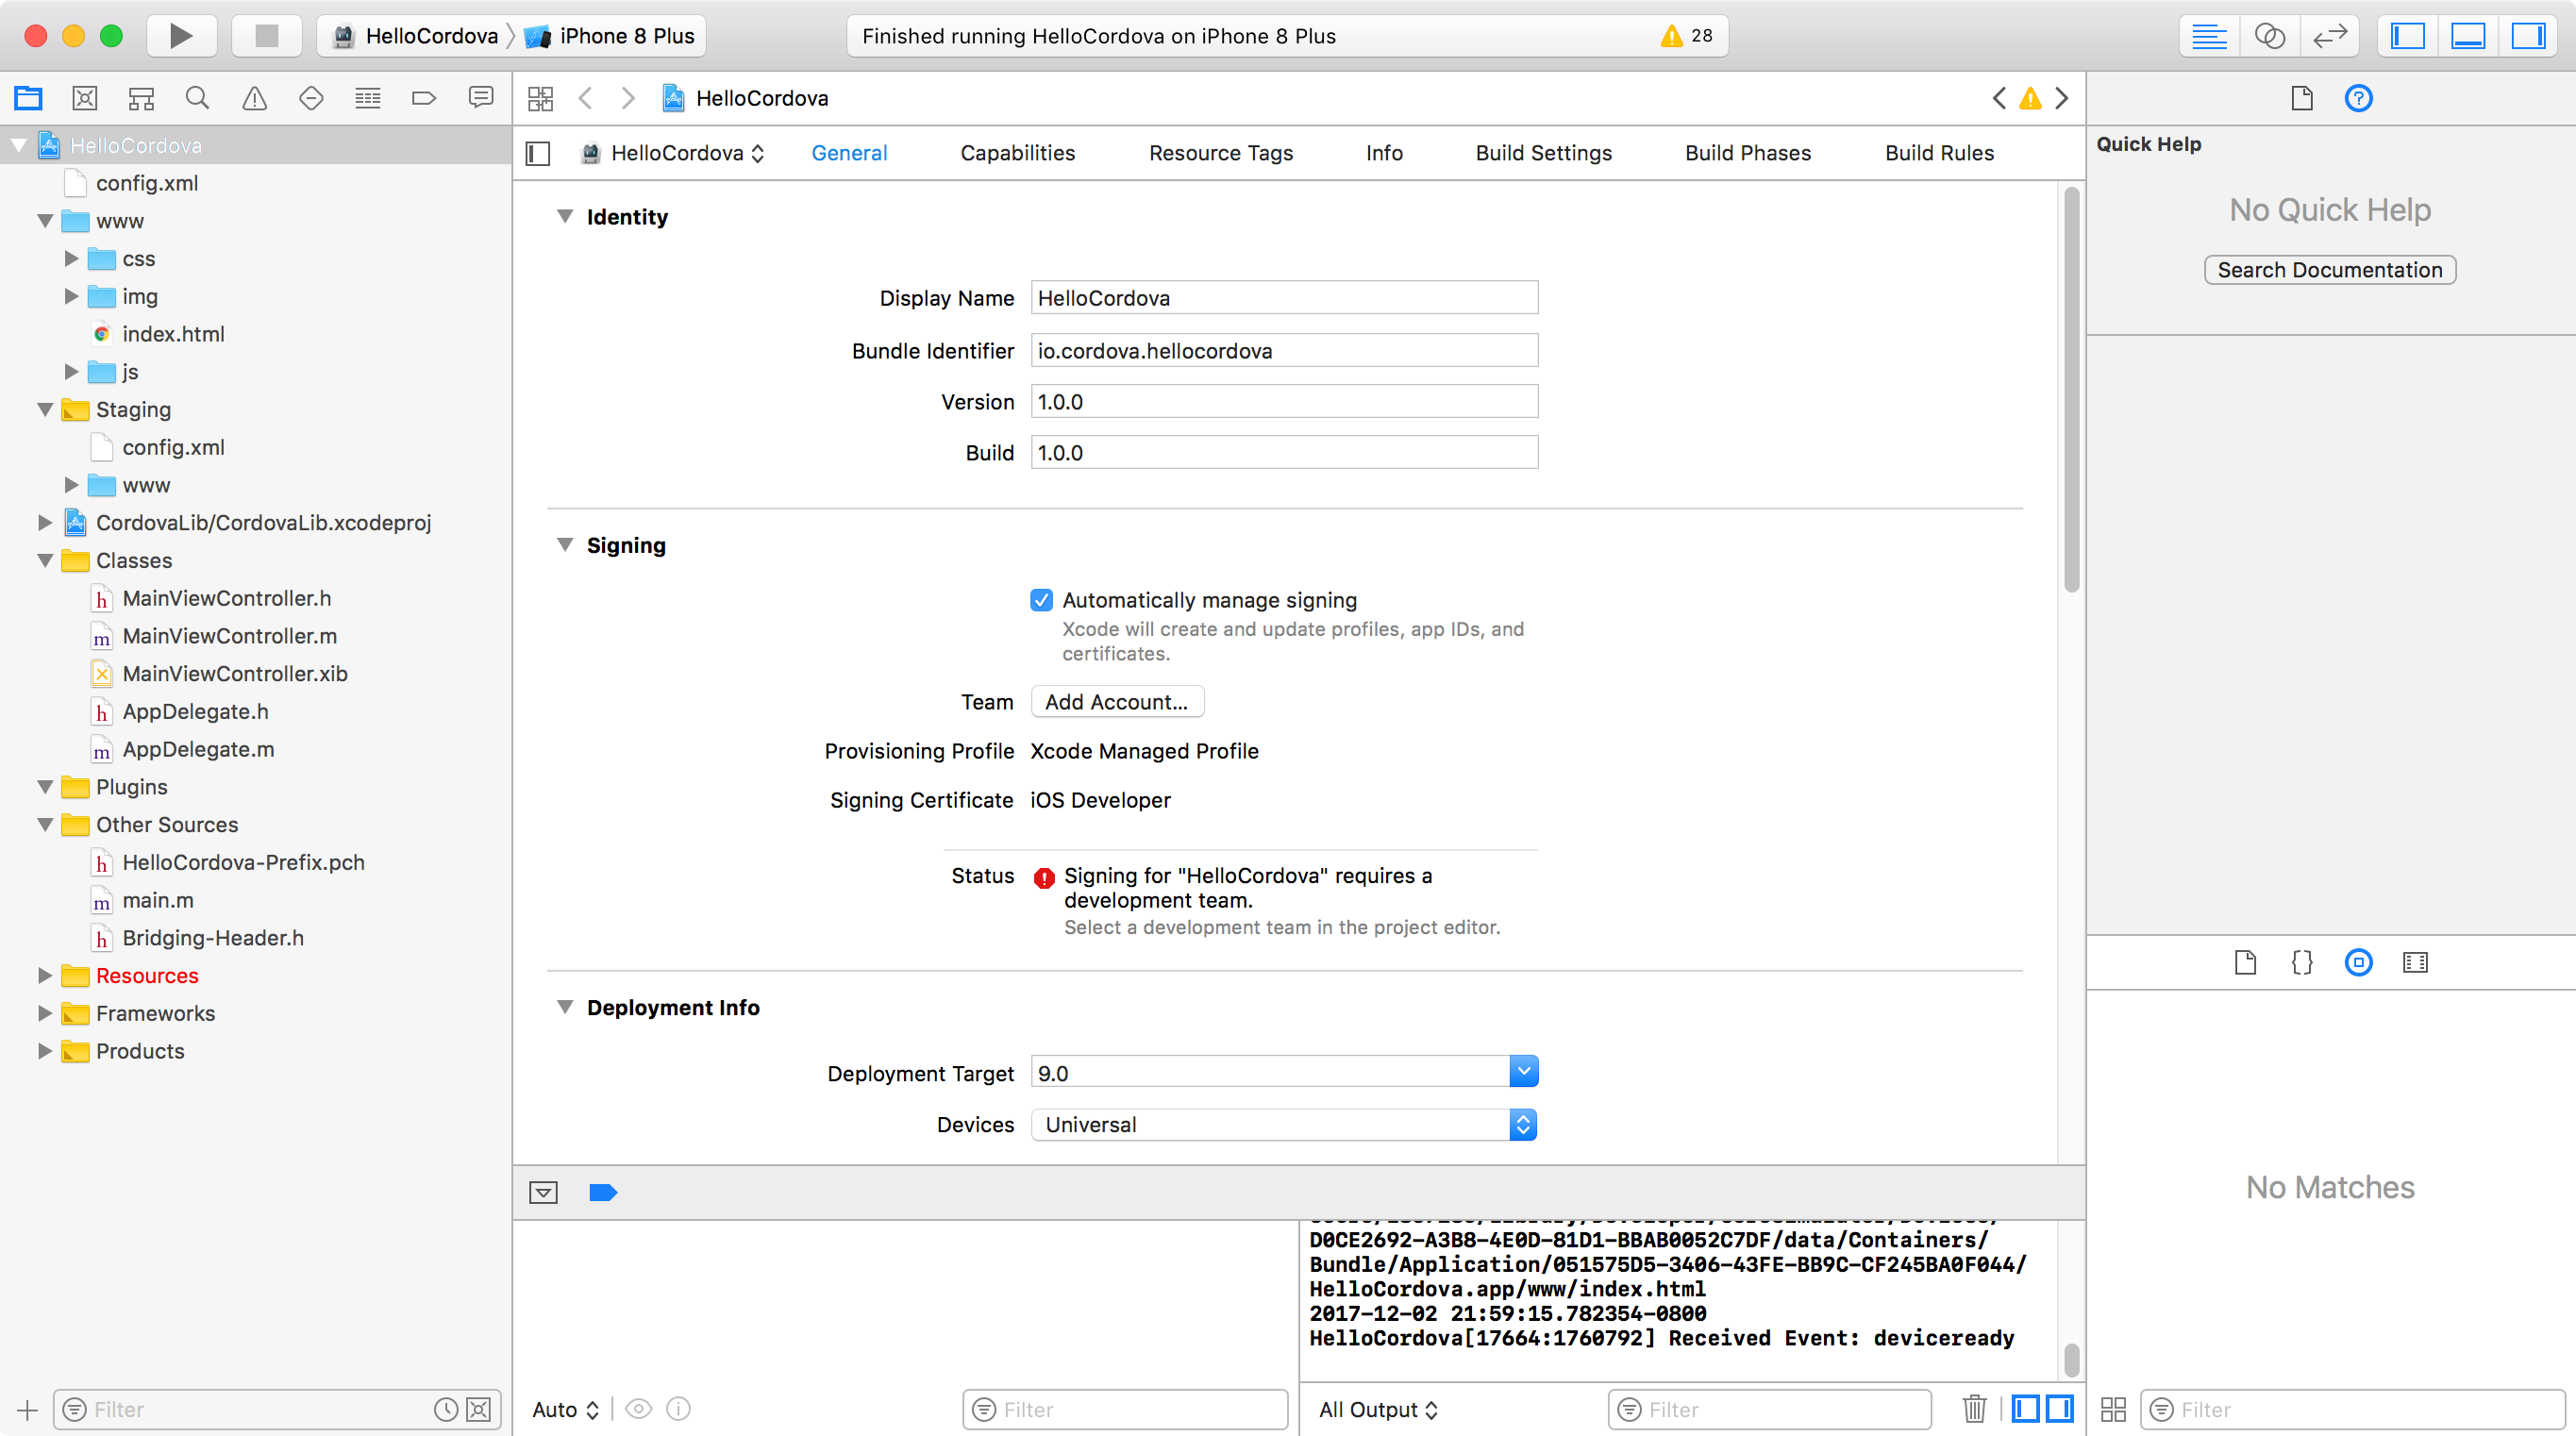 HelloCordova
iPhone 8 Plus
Finished running HelloCordova on iPhone 8 Plus
28
HelloCordova
HelloCordova
config.xml
www
css
img
index.html
js
Staging
config.xml
www
CordovaLib/CordovaLib.xcodeproj
Classes
h MainViewController.h
m MainViewController.m
MainViewController.xib
h AppDelegate.h
m AppDelegate.m
Plugins
Other Sources
h HelloCordova-Prefix.pch
m main.m
h Bridging-Header.h
Resources
Frameworks
Products
Filter
HelloCordova General Capabilities Resource Tags Info Build Settings Build Phases Build Rules
Identity
Display Name HelloCordova
Bundle Identifier io.cordova.hellocordova
Version 1.0.0
Build 1.0.0
Signing
Automatically manage signing
Xcode will create and update profiles, app IDs, and
certificates.
Team Add Account...
Provisioning Profile Xcode Managed Profile
Signing Certificate iOS Developer
Status Signing for "HelloCordova" requires a
development team.
Select a development team in the project editor.
Deployment Info
Deployment Target 9.0
Devices Universal
D0CE2692-A3B8-4E0D-81D1-BBAB0052C7DF/data/Containers/
Bundle/Application/051575D5-3406-43FE-BB9C-CF245BA0F044/
HelloCordova.app/www/index.html
2017-12-02 21:59:15.782354-0800
HelloCordova[17664:1760792] Received Event: deviceready
Auto
Filter
All Output
Filter
Quick Help
No Quick Help
Search Documentation
No Matches
Filter